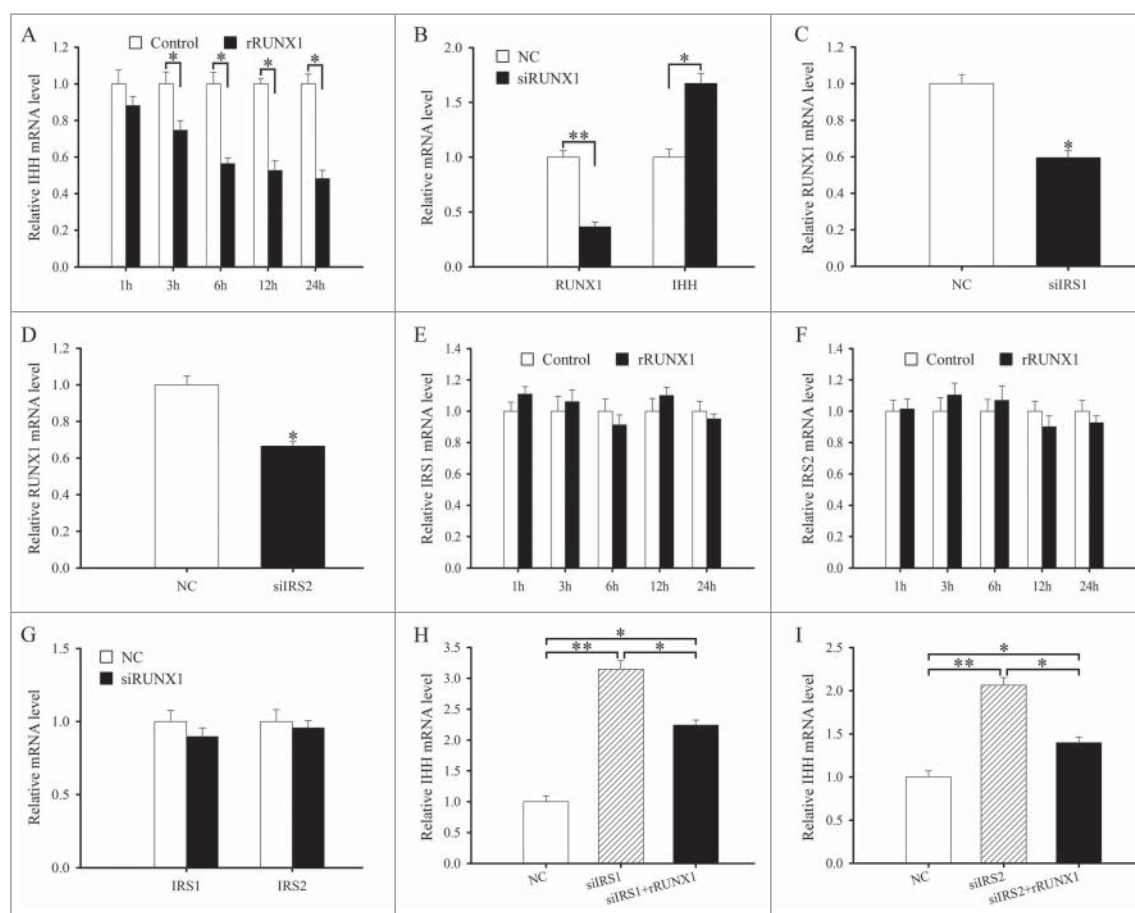 A
Control rRUNX1
Relative IHH mRNA level
1.2
1.0
0.8
0.6
0.4
0.2
0.0
* * * *
1h 3h 6h 12h 24h
B
NC
siRUNX1
Relative mRNA level
2.0
1.5
1.0
0.5
0.0
**
*
RUNX1 IHH
C
Relative RUNX1 mRNA level
1.2
1.0
0.8
0.6
0.4
0.2
0.0
*
NC siIRS1
D
Relative RUNX1 mRNA level
1.2
1.0
0.8
0.6
0.4
0.2
0.0
*
NC siIRS2
E
Control rRUNX1
Relative IRS1 mRNA level
1.4
1.2
1.0
0.8
0.6
0.4
0.2
0.0
1h 3h 6h 12h 24h
F
Control rRUNX1
Relative IRS2 mRNA level
1.4
1.2
1.0
0.8
0.6
0.4
0.2
0.0
1h 3h 6h 12h 24h
G
NC
siRUNX1
Relative mRNA level
1.5
1.0
0.5
0.0
IRS1 IRS2
H
Relative IHH mRNA level
3.5
3.0
2.5
2.0
1.5
1.0
0.5
0.0
*
** *
NC siIRS1 siIRS1+rRUNX1
I
Relative IHH mRNA level
2.5
2.0
1.5
1.0
0.5
0.0
*
** *
NC siIRS2 siIRS2+rRUNX1